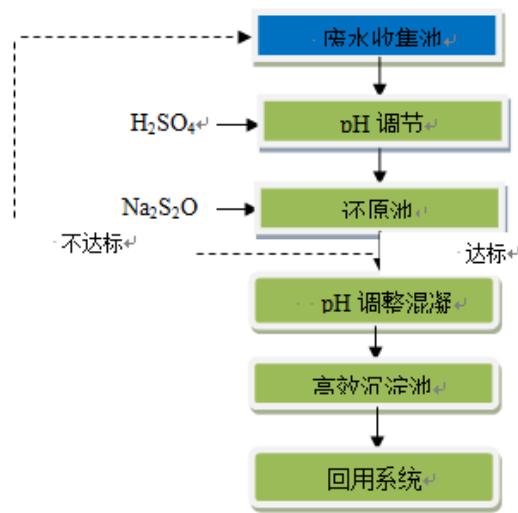 废水收集池
H₂SO₄
pH 调节
Na₂S₂O
还原池
不达标
达标
pH 调整混凝
高效沉淀池
回用系统